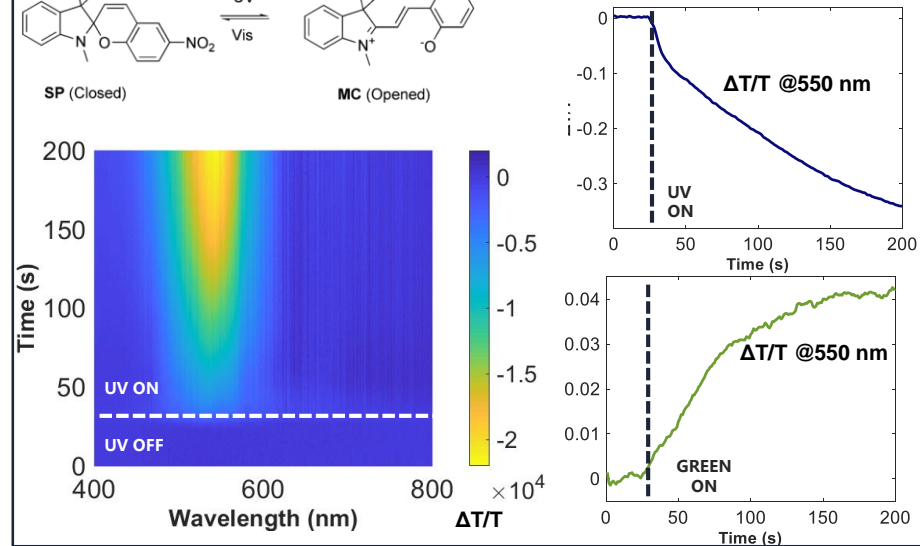 NO₂
N
O
Vis
N⁺
⁻O
SP (Closed)
MC (Opened)
200
150
100
50
0
Time (s)
UV ON
UV OFF
400
600
800
Wavelength (nm)
0
-0.5
-1
-1.5
-2
×10⁴
ΔT/T
0
-0.1
-0.2
-0.3
ΔT/T @550 nm
UV
ON
0
50
100
150
200
Time (s)
0.04
0.03
0.02
0.01
0
ΔT/T @550 nm
GREEN
ON
0
50
100
150
200
Time (s)